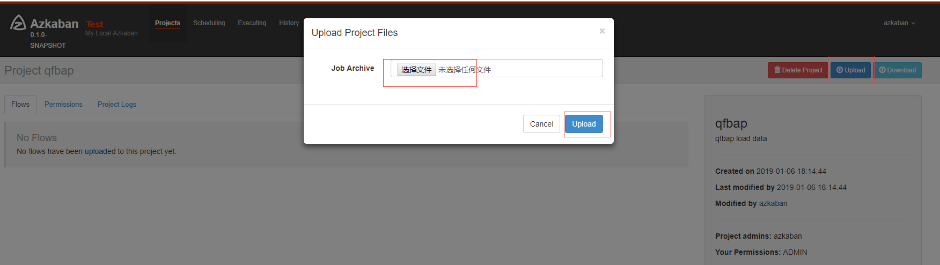 Azkaban Test Projects Scheduling Executing History azkaban
0.1.0- My Local Azkaban
SNAPSHOT
Upload Project Files ×
Job Archive 选择文件 未选择任何文件
Cancel Upload
Project qfbap Delete Project Upload Download
Flows Permissions Project Logs
No Flows
No flows have been uploaded to this project yet.
qfbap
qfbap load data
Created on 2019-01-06 16:14:44
Last modified by 2019-01-06 16:14:44
Modified by azkaban
Project admins: azkaban
Your Permissions: ADMIN